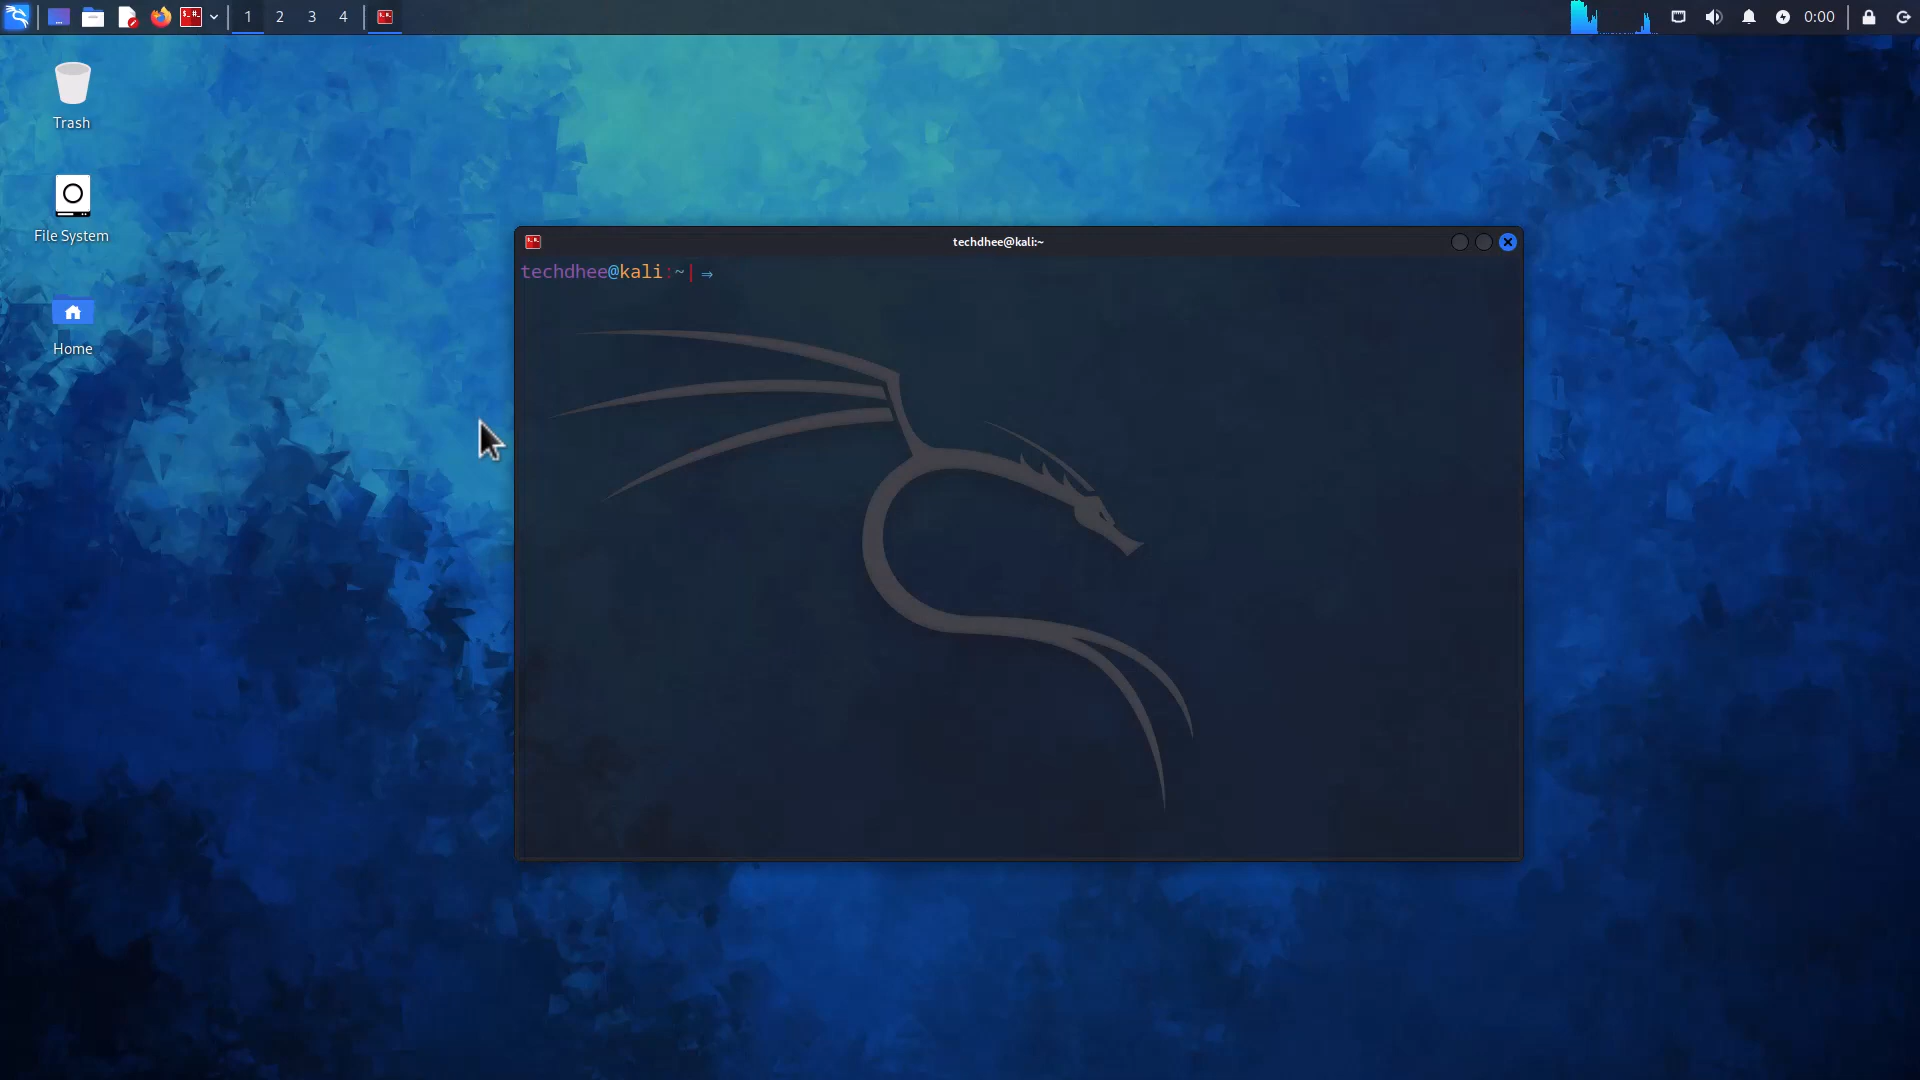 1 2 3 4 0:00
Trash
File System
Home
techdhee@kali:~
techdhee@kali:~| ⇒